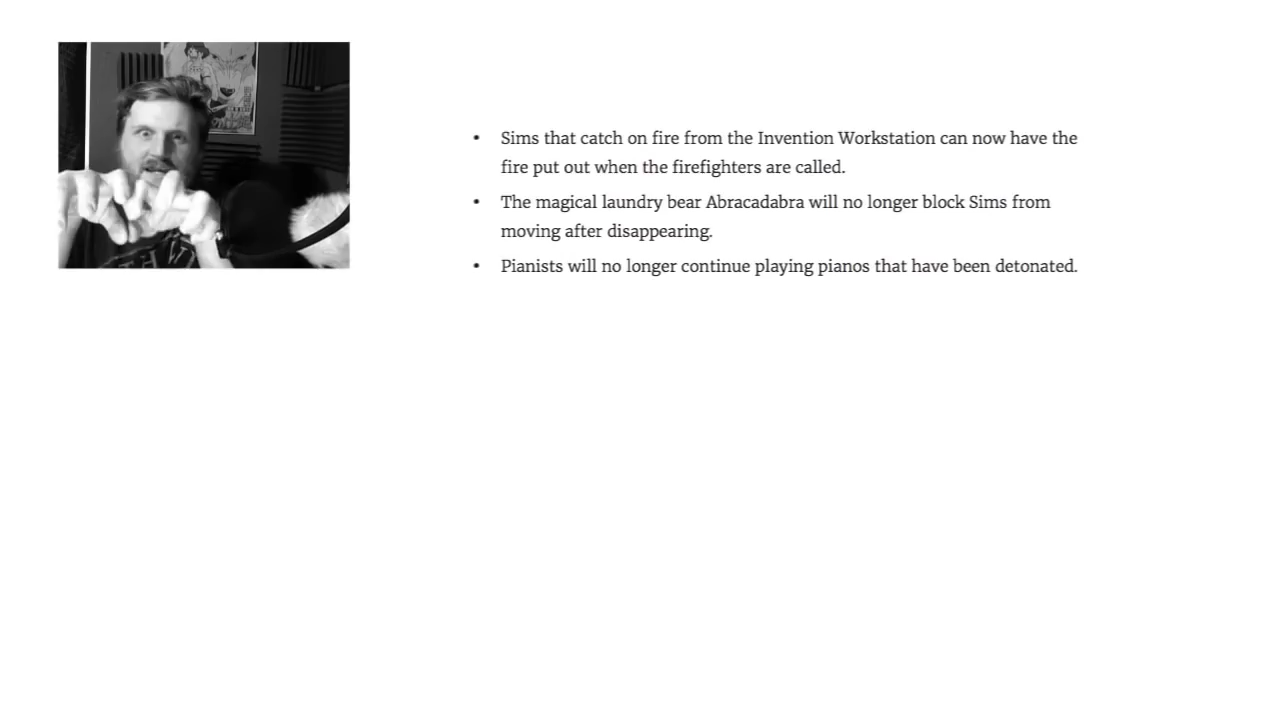 • Sims that catch on fire from the Invention Workstation can now have the
fire put out when the firefighters are called.
• The magical laundry bear Abracadabra will no longer block Sims from
moving after disappearing.
• Pianists will no longer continue playing pianos that have been detonated.